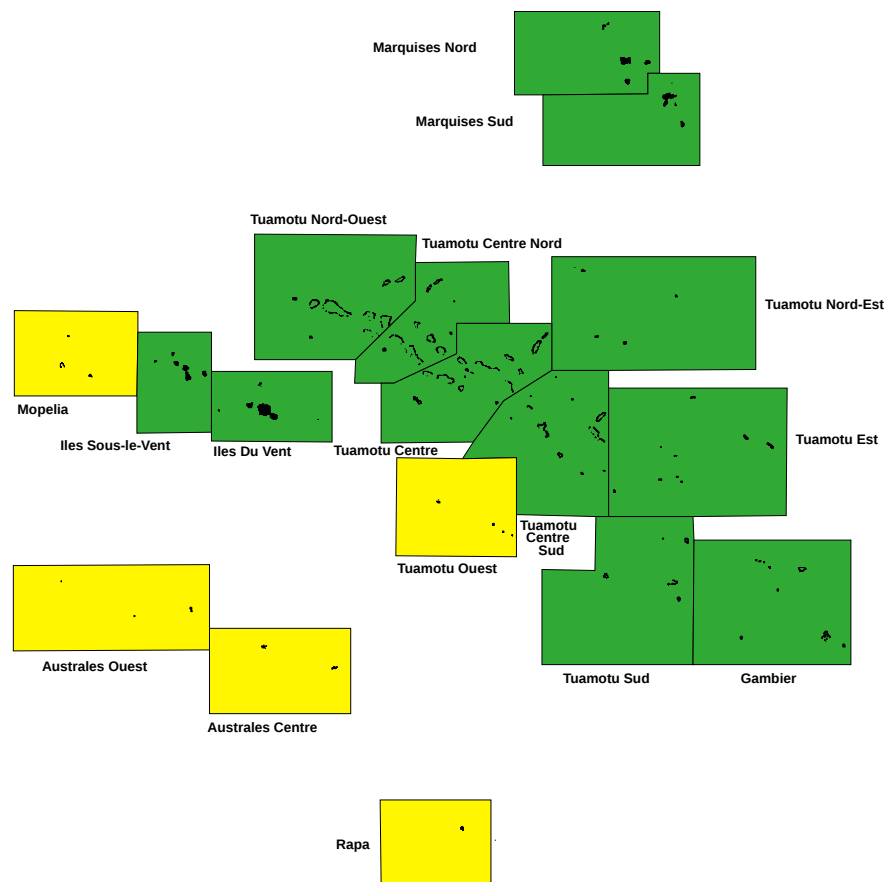 Marquises Nord
Marquises Sud
Tuamotu Nord-Ouest
Tuamotu Centre Nord
Tuamotu Nord-Est
Mopelia
Iles Sous-le-Vent
Iles Du Vent
Tuamotu Centre
Tuamotu Est
Tuamotu
Centre
Sud
Tuamotu Ouest
Australes Ouest
Tuamotu Sud
Gambier
Australes Centre
Rapa